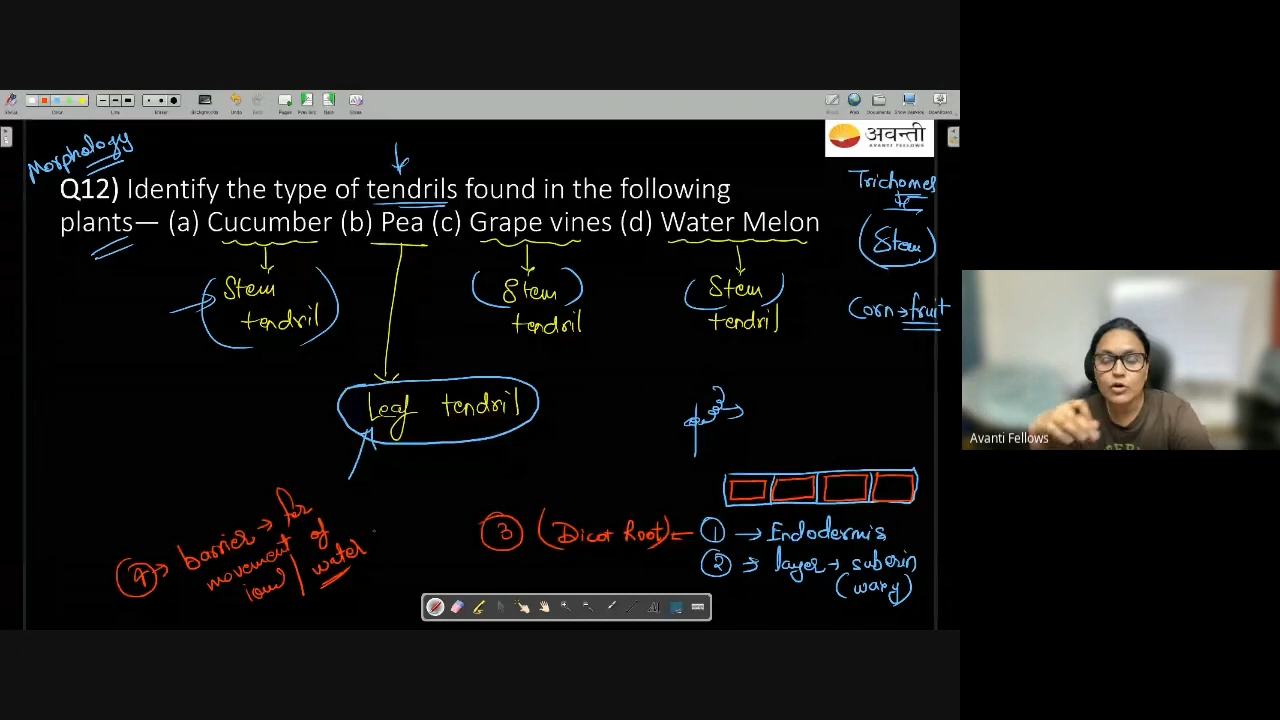 Morphology
अवन्ती
AVANTI FELLOWS
Q12) Identify the type of tendrils found in the following
plants— (a) Cucumber (b) Pea (c) Grape vines (d) Water Melon
Trichomes
(Stem)
Corn → fruit
Stem
tendril
Stem
tendril
Stem
tendril
Leaf tendril
Avanti Fellows
① → Endodermis
② → layer → suberin
(waxy)
③ (Dicot Root)
④ → barrier → for
movement of
ions / water